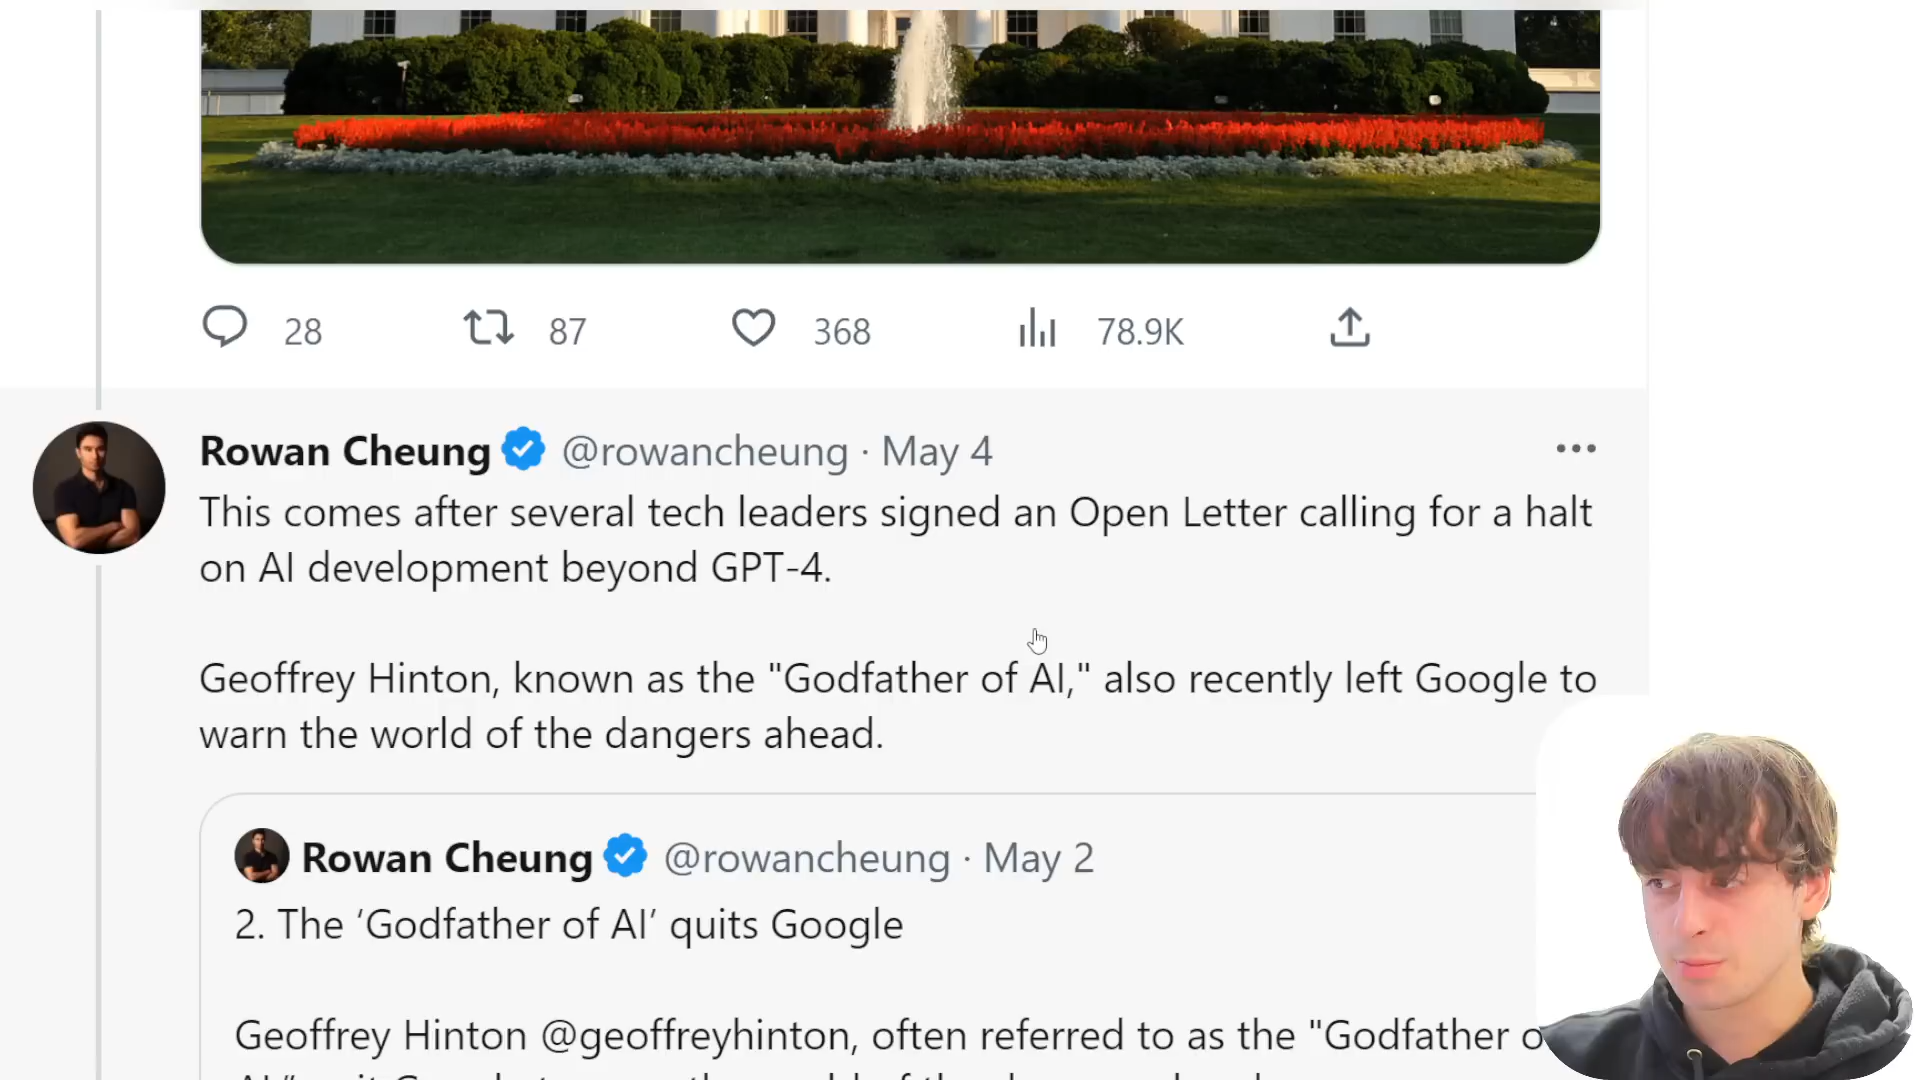 28 87 368 78.9K
Rowan Cheung @rowancheung · May 4
This comes after several tech leaders signed an Open Letter calling for a halt
on AI development beyond GPT-4.
Geoffrey Hinton, known as the "Godfather of AI," also recently left Google to
warn the world of the dangers ahead.
Rowan Cheung @rowancheung · May 2
2. The ‘Godfather of AI’ quits Google
Geoffrey Hinton @geoffreyhinton, often referred to as the "Godfather